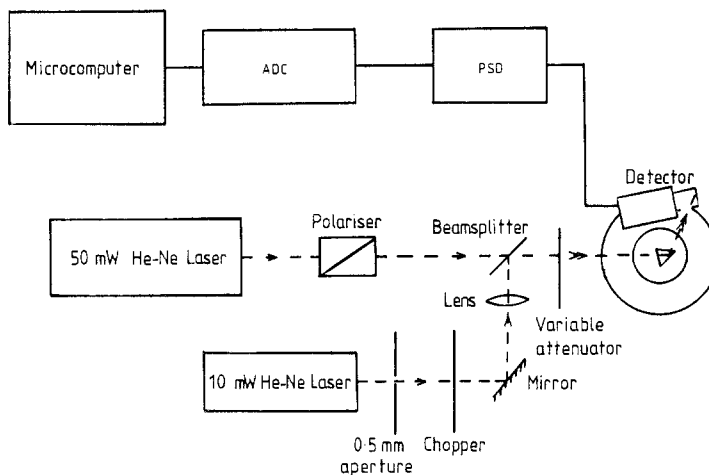 Microcomputer
ADC
PSD
Detector
Polariser
Beamsplitter
50 mW He-Ne Laser
Lens
Variable
attenuator
10 mW He-Ne Laser
Mirror
0·5 mm
aperture
Chopper